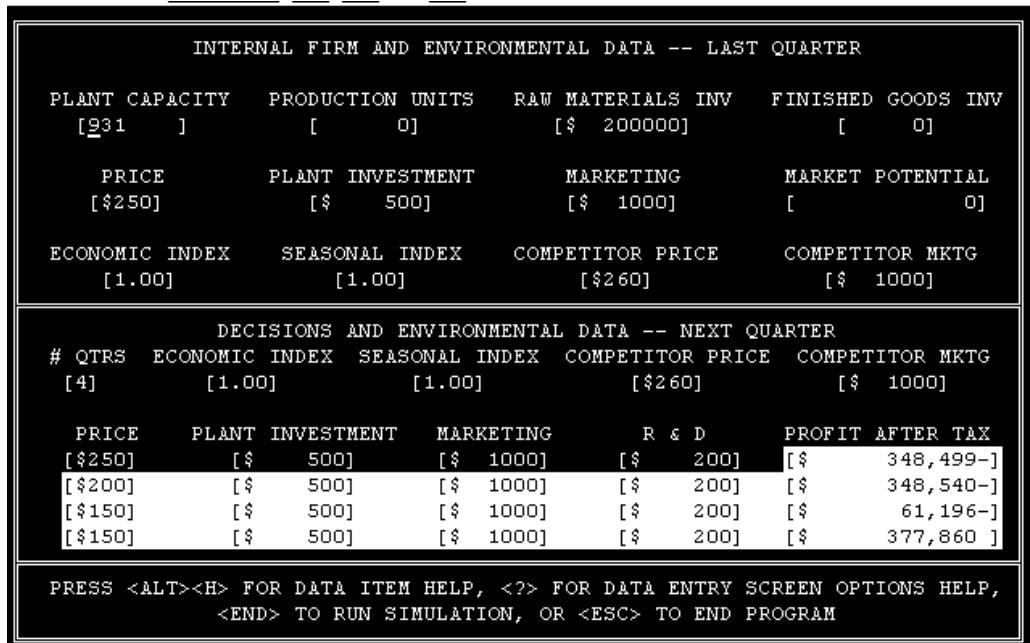 INTERNAL FIRM AND ENVIRONMENTAL DATA -- LAST QUARTER
PLANT CAPACITY PRODUCTION UNITS RAW MATERIALS INV FINISHED GOODS INV
[931 ] [ 0] [$ 200000] [ 0]
PRICE PLANT INVESTMENT MARKETING MARKET POTENTIAL
[$250] [$ 500] [$ 1000] [ 0]
ECONOMIC INDEX SEASONAL INDEX COMPETITOR PRICE COMPETITOR MKTG
[1.00] [1.00] [$260] [$ 1000]
DECISIONS AND ENVIRONMENTAL DATA -- NEXT QUARTER
# QTRS ECONOMIC INDEX SEASONAL INDEX COMPETITOR PRICE COMPETITOR MKTG
[4] [1.00] [1.00] [$260] [$ 1000]
PRICE PLANT INVESTMENT MARKETING R & D PROFIT AFTER TAX
[$250] [$ 500] [$ 1000] [$ 200] [$ 348,499-]
[$200] [$ 500] [$ 1000] [$ 200] [$ 348,540-]
[$150] [$ 500] [$ 1000] [$ 200] [$ 61,196-]
[$150] [$ 500] [$ 1000] [$ 200] [$ 377,860 ]
PRESS <ALT><H> FOR DATA ITEM HELP, <?> FOR DATA ENTRY SCREEN OPTIONS HELP,
<END> TO RUN SIMULATION, OR <ESC> TO END PROGRAM